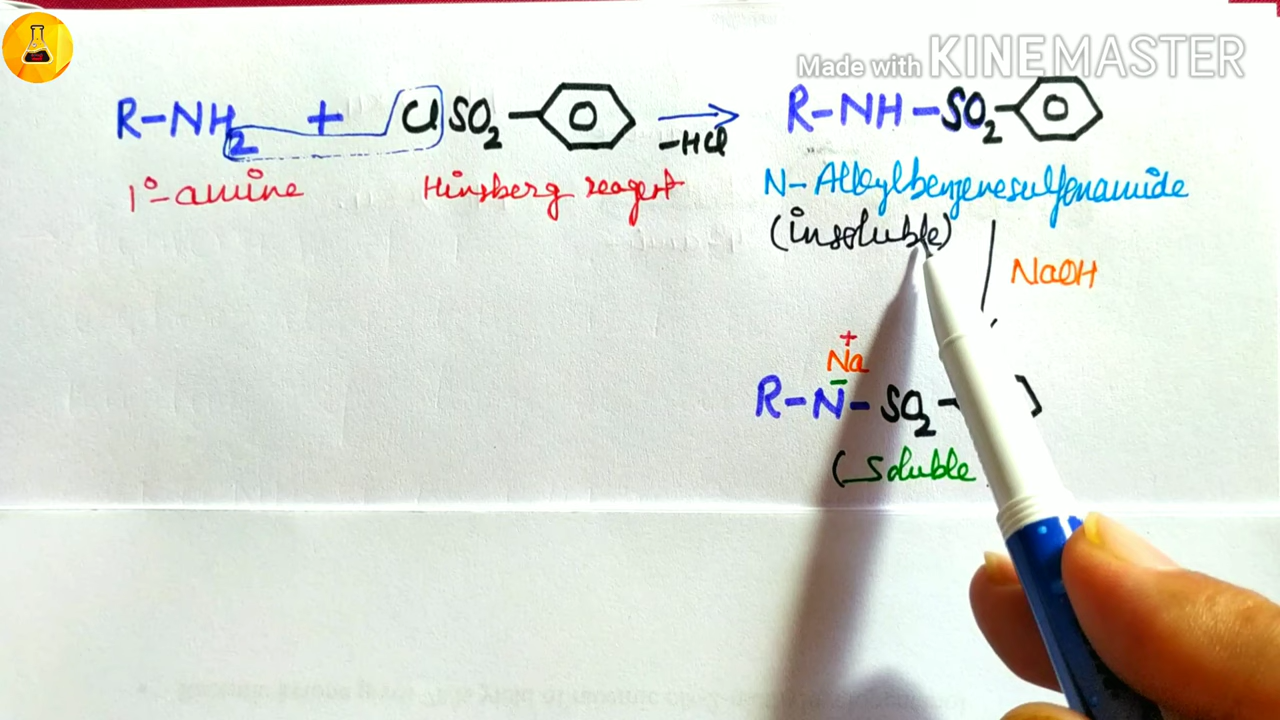 Made with KINEMASTER
R-NH2 + ClSO2- → R-NH-SO2-
-HCl
1°-amine Hinsberg reagent N-Alkylbenzenesulfonamide
(insoluble)
NaOH
+
Na
R-N̄-SO2-
(Soluble